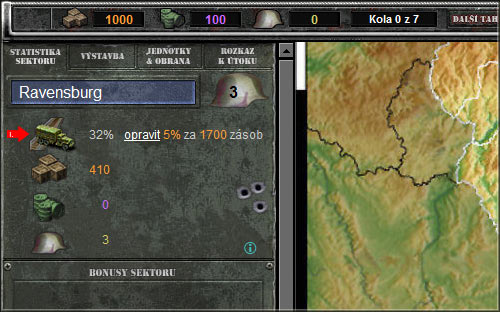 1000 100 0 Kola 0 z 7 DALŠÍ TAH
STATISTIKA SEKTORU
VÝSTAVBA
JEDNOTKY & OBRANA
ROZKAZ K ÚTOKU
Ravensburg 3
1. 32% opravit 5% za 1700 zásob
410
0
3
BONUSY SEKTORU